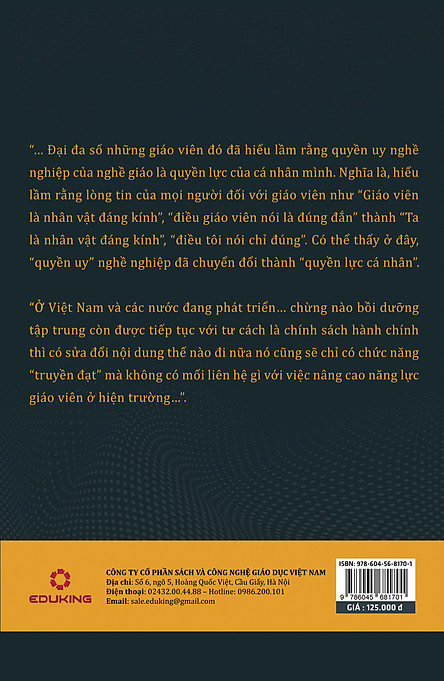 “... Đại đa số những giáo viên đó đã hiểu lầm rằng quyền uy nghề
nghiệp của nghề giáo là quyền lực của cá nhân mình. Nghĩa là, hiểu
lầm rằng lòng tin của mọi người đối với giáo viên như “Giáo viên
là nhân vật đáng kính”, “điều giáo viên nói là đúng đắn” thành “Ta
là nhân vật đáng kính”, “điều tôi nói chỉ đúng”. Có thể thấy ở đây,
“quyền uy” nghề nghiệp đã chuyển đổi thành “quyền lực cá nhân”.
“Ở Việt Nam và các nước đang phát triển... chừng nào bồi dưỡng
tập trung còn được tiếp tục với tư cách là chính sách hành chính
thì có sửa đổi nội dung thế nào đi nữa nó cũng sẽ chỉ có chức năng
“truyền đạt” mà không có mối liên hệ gì với việc nâng cao năng lực
giáo viên ở hiện trường...”.
EDUKING
CÔNG TY CỔ PHẦN SÁCH VÀ CÔNG NGHỆ GIÁO DỤC VIỆT NAM
Địa chỉ: Số 6, ngõ 5, Hoàng Quốc Việt, Cầu Giấy, Hà Nội
Điện thoại: 02432.00.44.88 – Hotline: 0986.200.101
Email: sale.eduking@gmail.com
ISBN: 978-604-56-8170-1
9 786045 681701
GIÁ : 125.000 đ